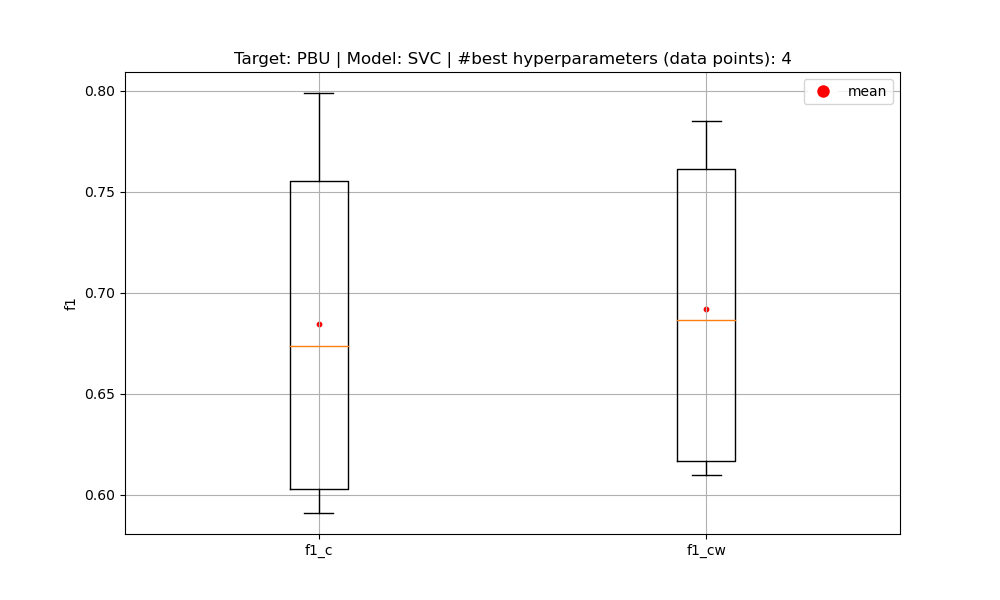 Target: PBU | Model: SVC | #best hyperparameters (data points): 4
mean
0.80
0.75
0.70
0.65
0.60
f1
f1_c
f1_cw